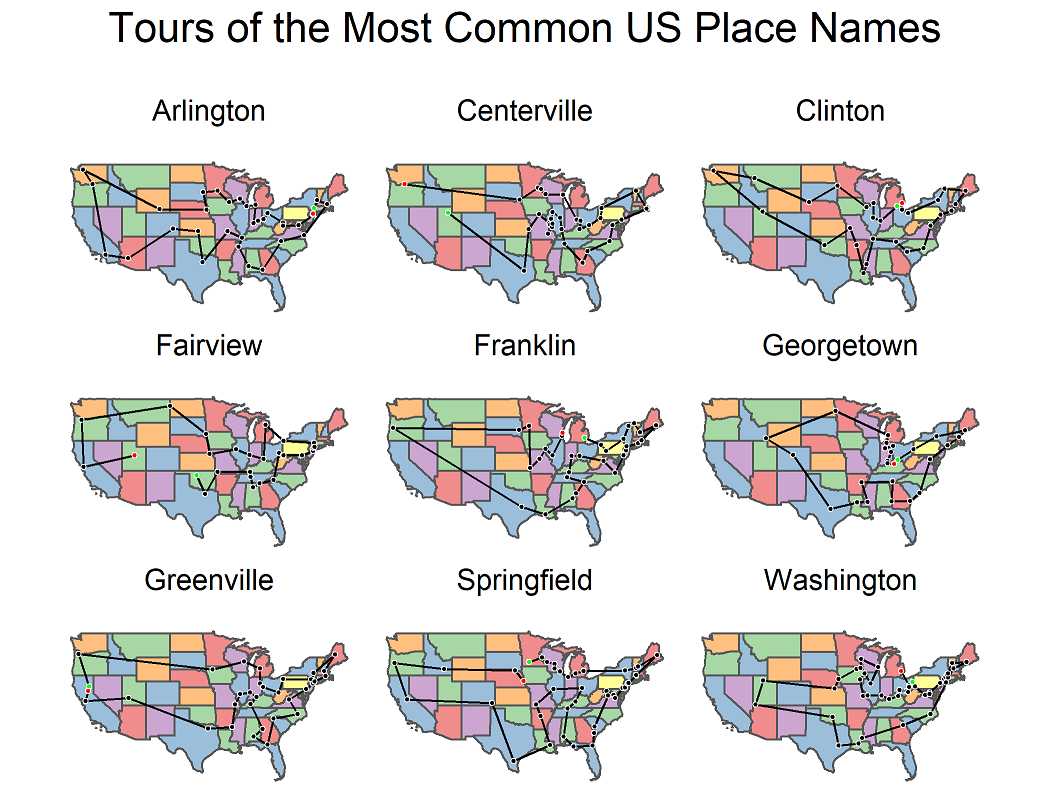 Tours of the Most Common US Place Names
Arlington
Centerville
Clinton
Fairview
Franklin
Georgetown
Greenville
Springfield
Washington